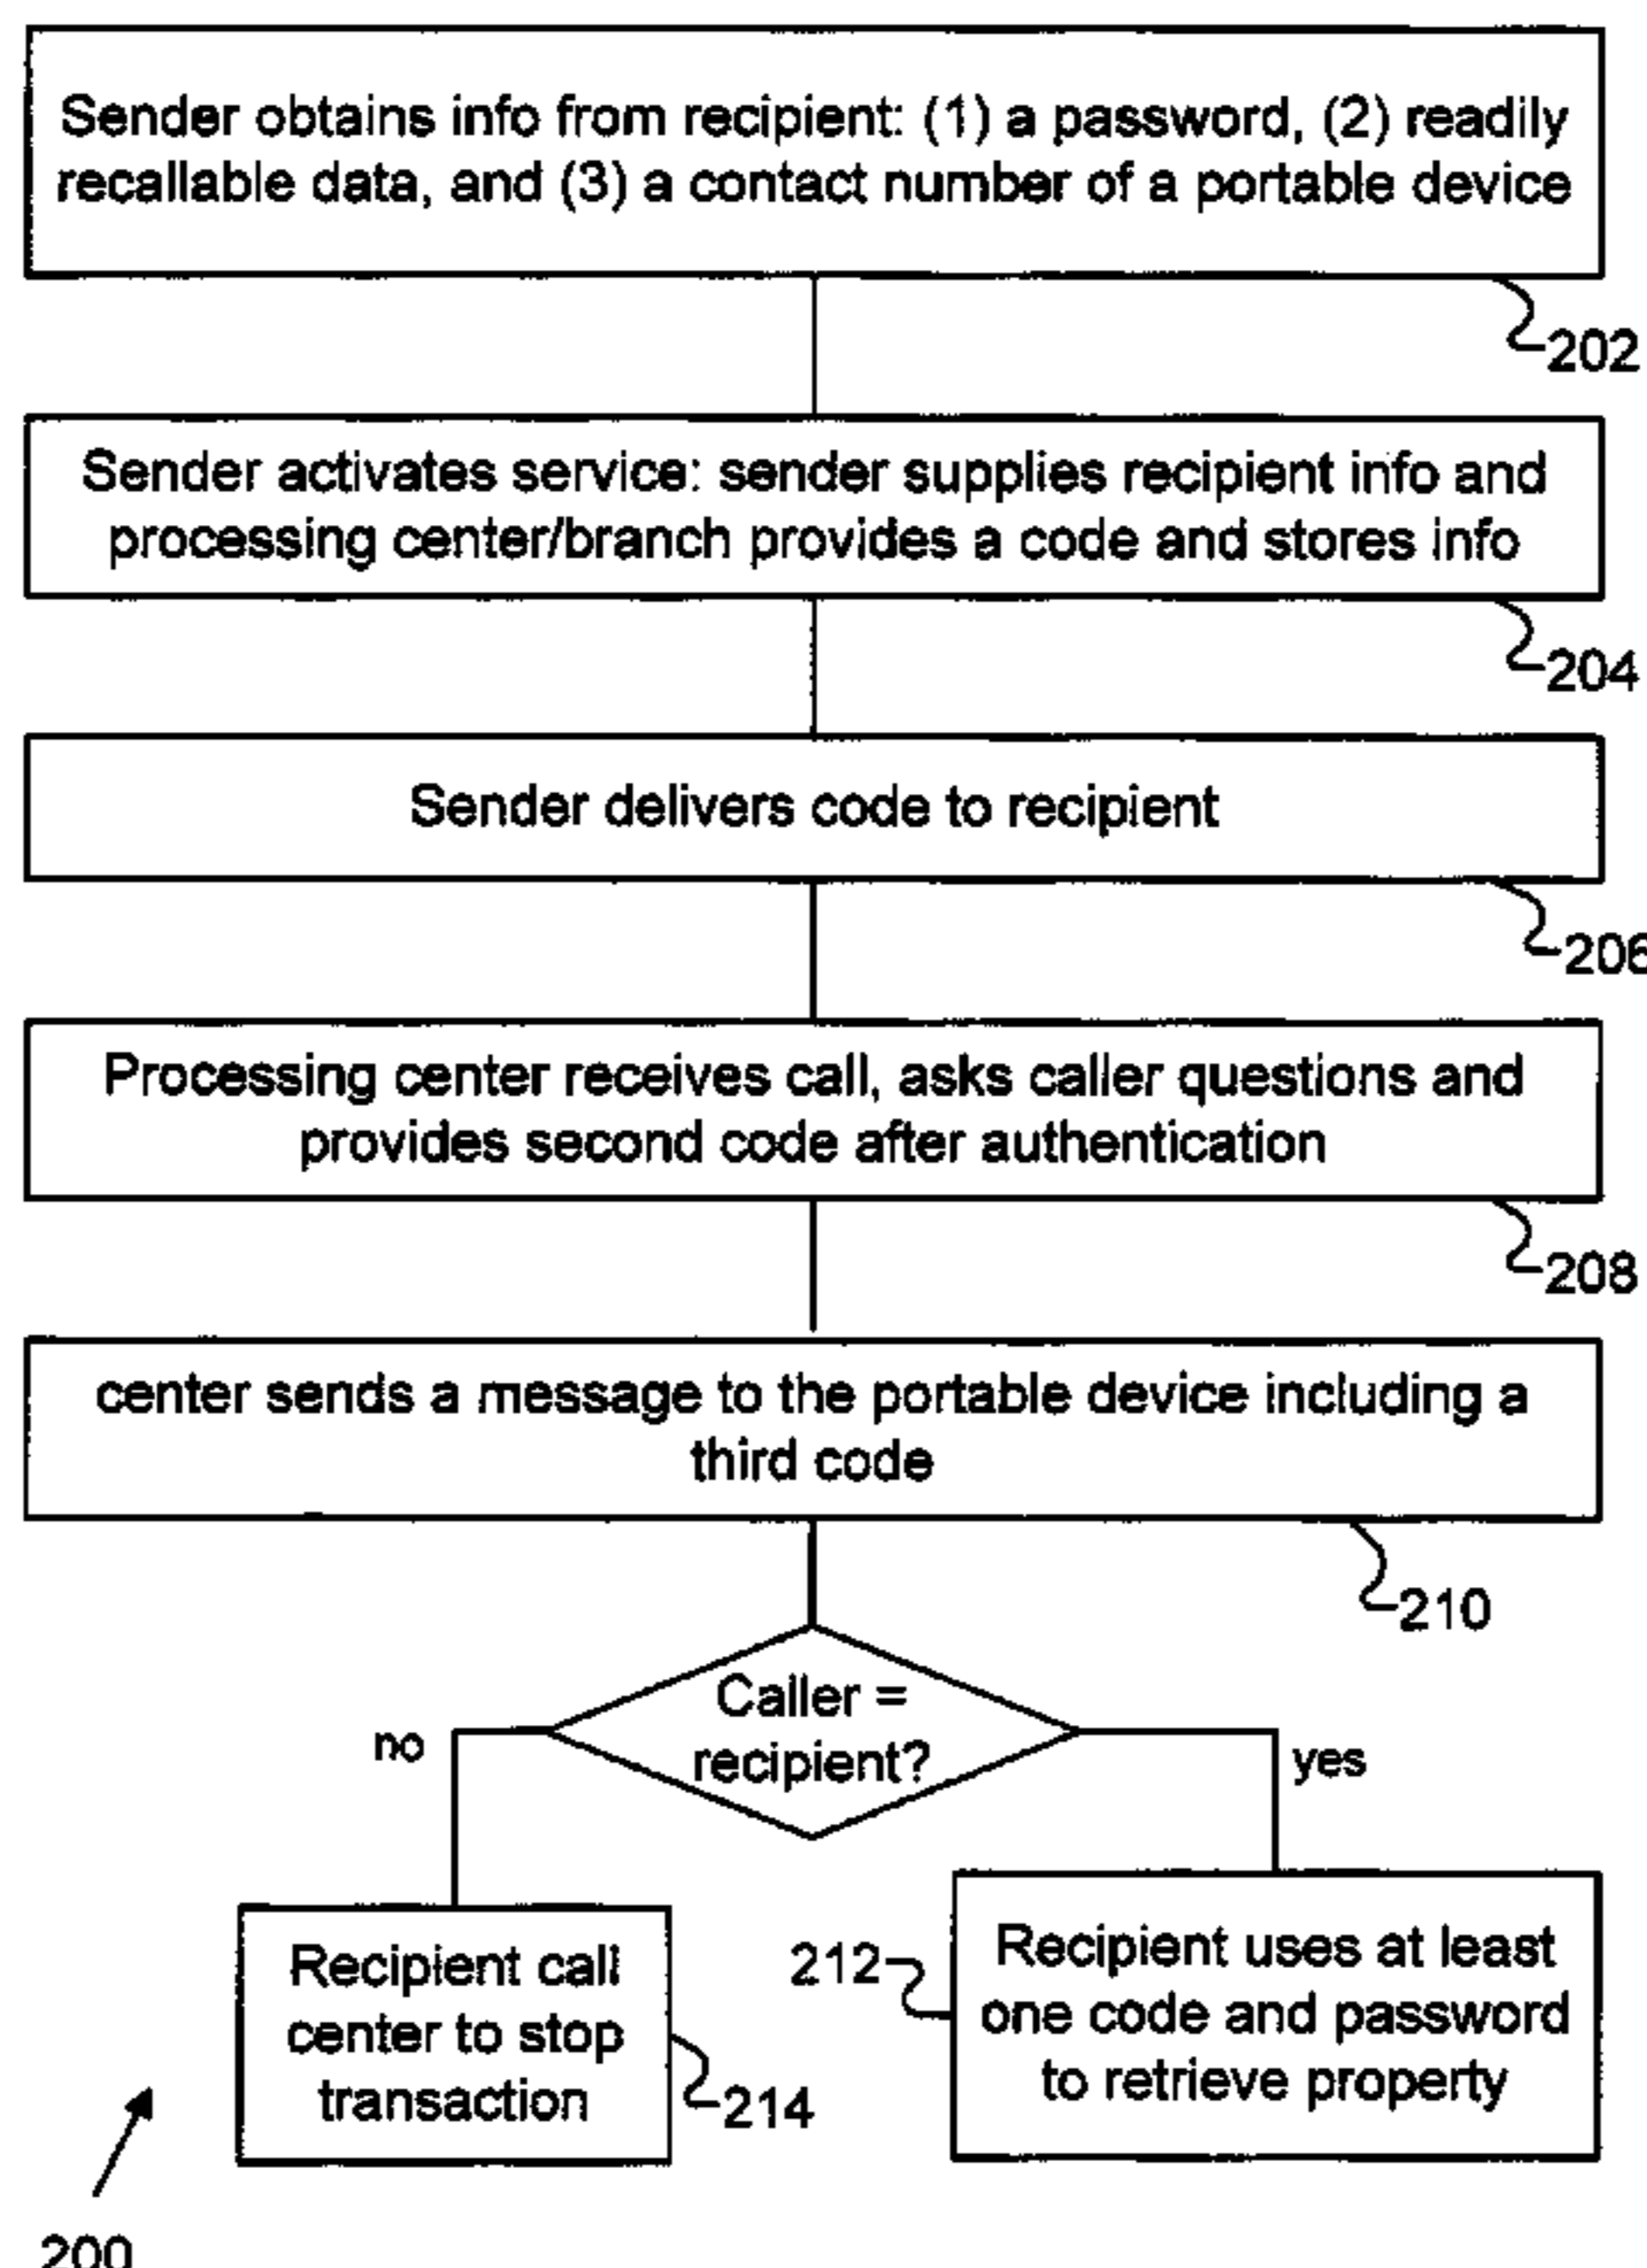 Sender obtains info from recipient: (1) a password, (2) readily
recallable data, and (3) a contact number of a portable device
202
Sender activates service: sender supplies recipient info and
processing center/branch provides a code and stores info
204
Sender delivers code to recipient
206
Processing center receives call, asks caller questions and
provides second code after authentication
208
center sends a message to the portable device including a
third code
210
Caller =
recipient?
no
yes
Recipient call
center to stop
transaction
214
212
Recipient uses at least
one code and password
to retrieve property
200